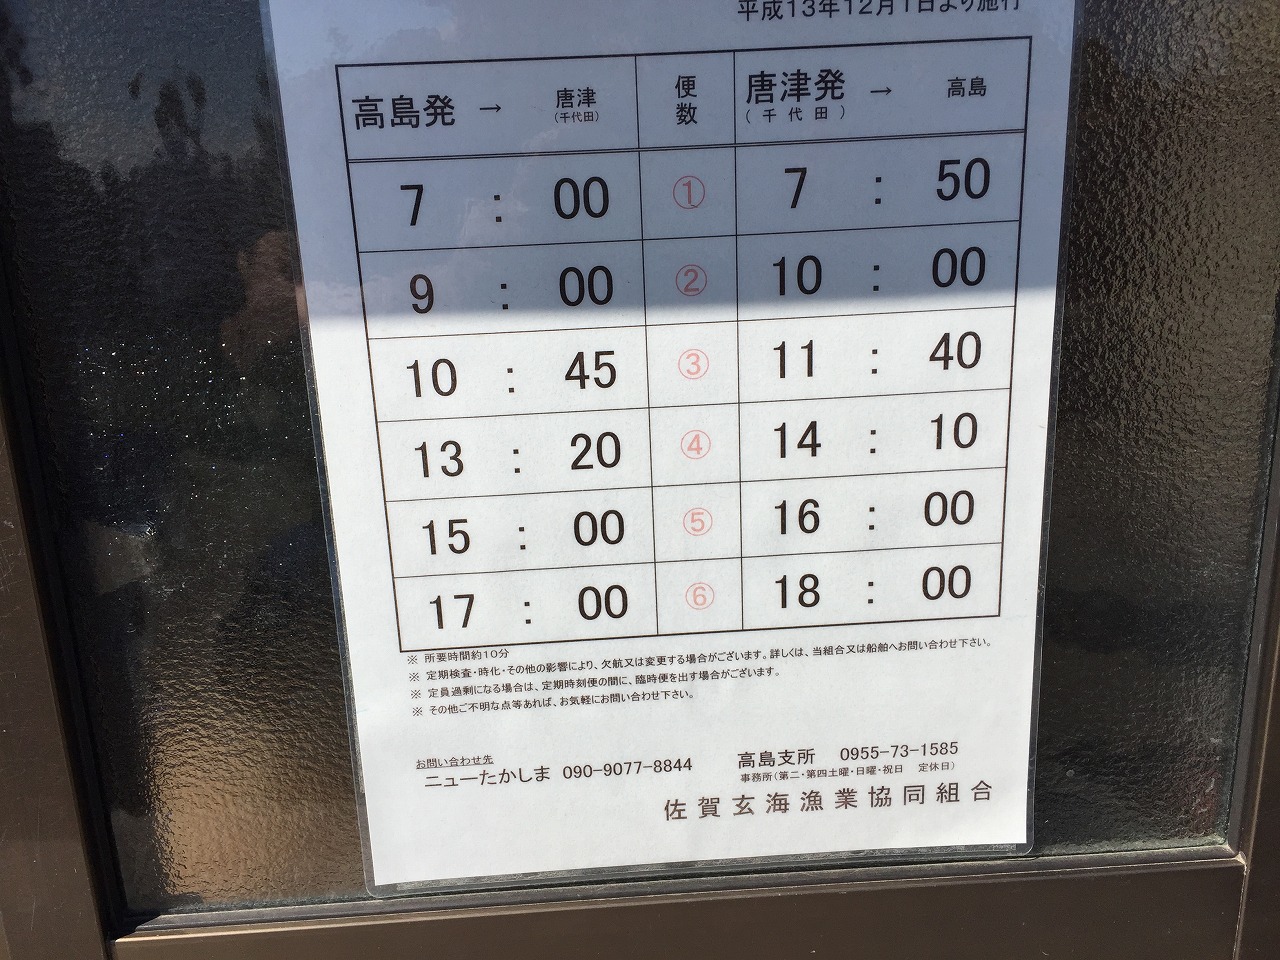 平成13年12月1日より施行
高島発 → 唐津 便数 唐津発 → 高島
(千代田) (千代田)
7 : 00 ① 7 : 50
9 : 00 ② 10 : 00
10 : 45 ③ 11 : 40
13 : 20 ④ 14 : 10
15 : 00 ⑤ 16 : 00
17 : 00 ⑥ 18 : 00
※ 所要時間約10分
※ 定期検査・時化・その他の影響により、欠航又は変更する場合がございます。詳しくは、当組合又は船舶へお問い合わせ下さい。
※ 定員過剰になる場合は、定期時刻便の間に、臨時便を出す場合がございます。
※ その他ご不明な点等あれば、お気軽にお問い合わせ下さい。
お問い合わせ先
ニューたかしま 090-9077-8844 高島支所 0955-73-1585
事務所(第二・第四土曜・日曜・祝日 定休日)
佐賀玄海漁業協同組合